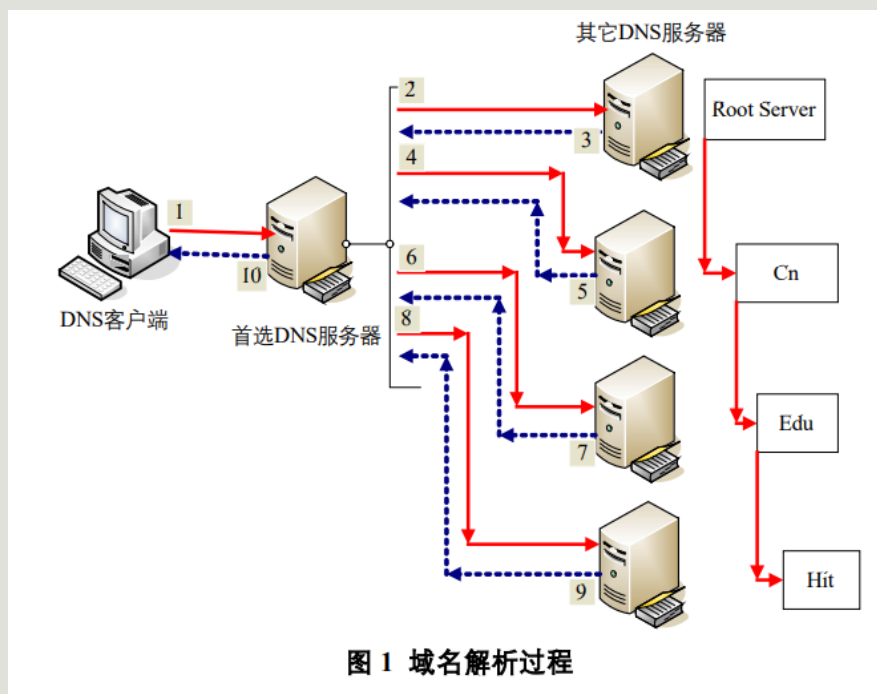 其它DNS服务器
2
Root Server
3
4
1
10
6
5
Cn
DNS客户端
首选DNS服务器
8
7
Edu
9
Hit
图 1 域名解析过程